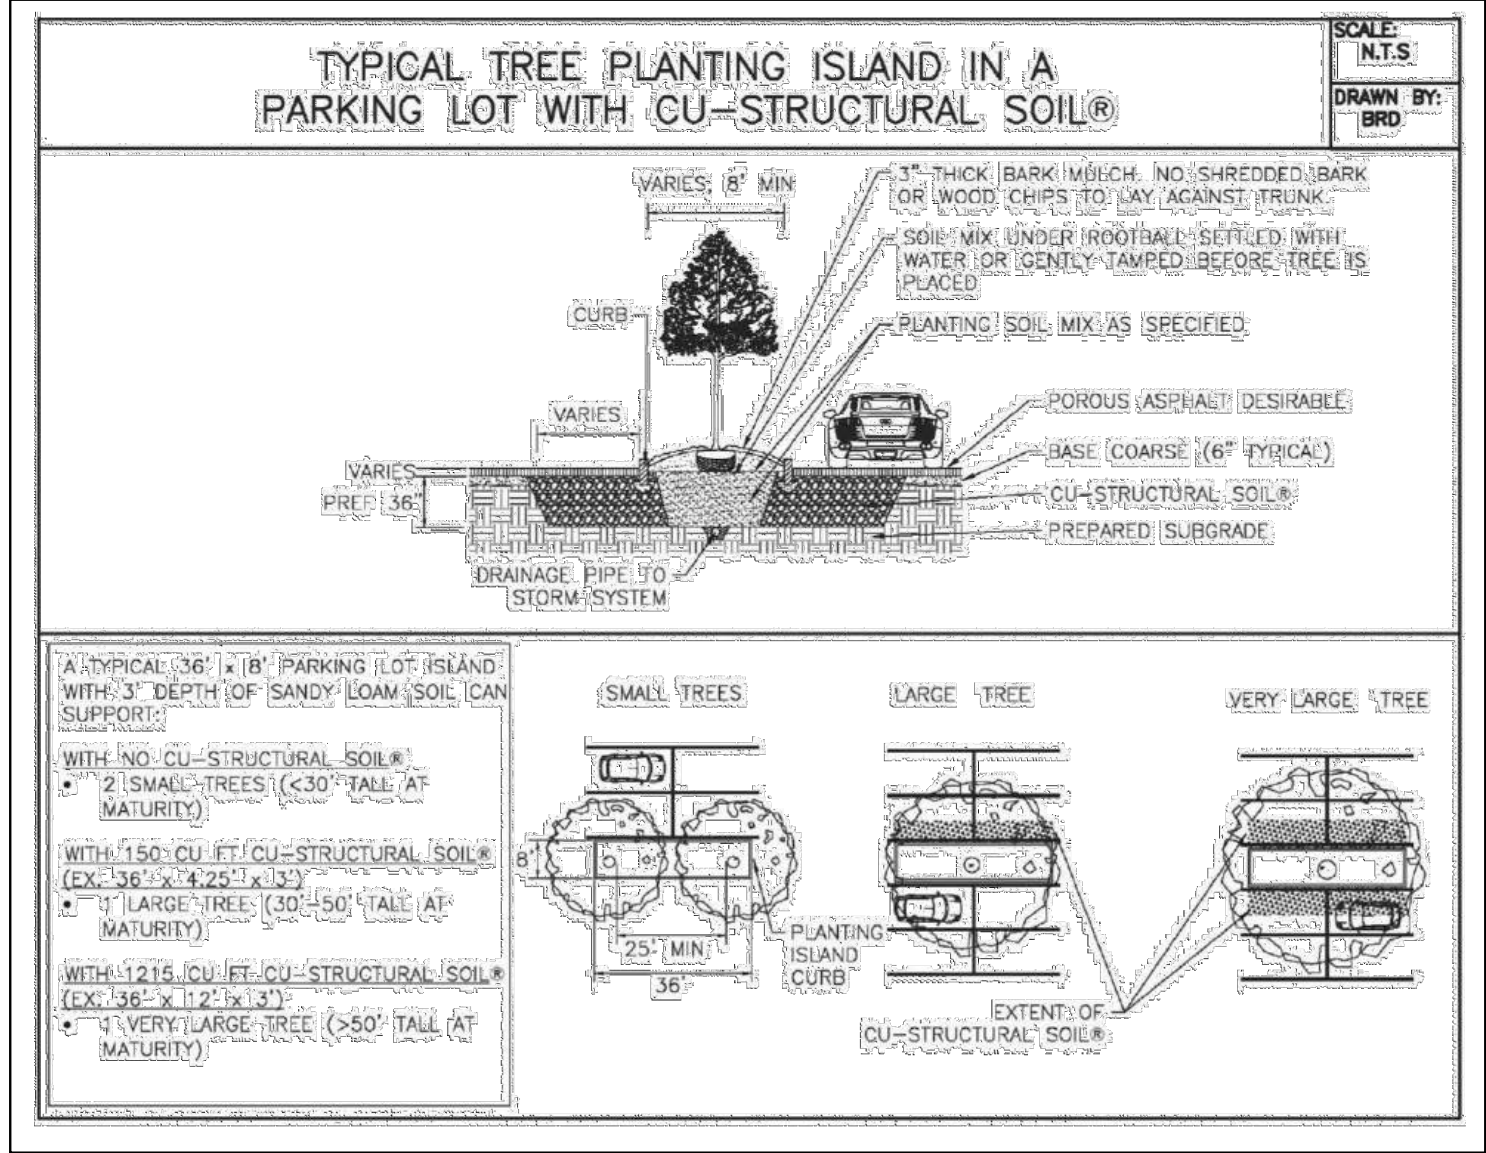 TYPICAL TREE PLANTING ISLAND IN A
PARKING LOT WITH CU-STRUCTURAL SOIL®
SCALE:
N.T.S
DRAWN BY:
BRD
VARIES, 8' MIN
3" THICK BARK MULCH. NO SHREDDED BARK
OR WOOD CHIPS TO LAY AGAINST TRUNK.
SOIL MIX UNDER ROOTBALL SETTLED WITH
WATER OR GENTLY TAMPED BEFORE TREE IS
PLACED
CURB
PLANTING SOIL MIX AS SPECIFIED
VARIES
POROUS ASPHALT DESIRABLE
BASE COARSE (6" TYPICAL)
VARIES
PREF 36"
CU-STRUCTURAL SOIL®
PREPARED SUBGRADE
DRAINAGE PIPE TO
STORM SYSTEM
A TYPICAL 36' x 8' PARKING LOT ISLAND
WITH 3' DEPTH OF SANDY LOAM SOIL CAN
SUPPORT:
WITH NO CU-STRUCTURAL SOIL®
• 2 SMALL TREES (<30' TALL AT
MATURITY)
WITH 150 CU FT CU-STRUCTURAL SOIL®
(EX. 36' x 4.25' x 3')
• 1 LARGE TREE (30'-50' TALL AT
MATURITY)
WITH 1215 CU FT CU-STRUCTURAL SOIL®
(EX. 36' x 12' x 3')
• 1 VERY LARGE TREE (>50' TALL AT
MATURITY)
SMALL TREES
8'
25' MIN
36'
PLANTING
ISLAND
CURB
LARGE TREE
VERY LARGE TREE
EXTENT OF
CU-STRUCTURAL SOIL®